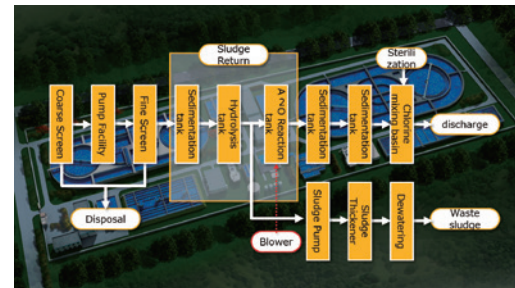 Sludge
Return
Sterili
zation
Coarse Screen
Pump Facility
Fine Screen
Sedimentation
tank
Hydrolysis
tank
A2O Reaction
tank
Sedimentation
tank
Sedimentation
tank
Chlorine
mixing basin
discharge
Disposal
Blower
Sludge Pump
Sludge
Thickener
Dewatering
Waste
sludge